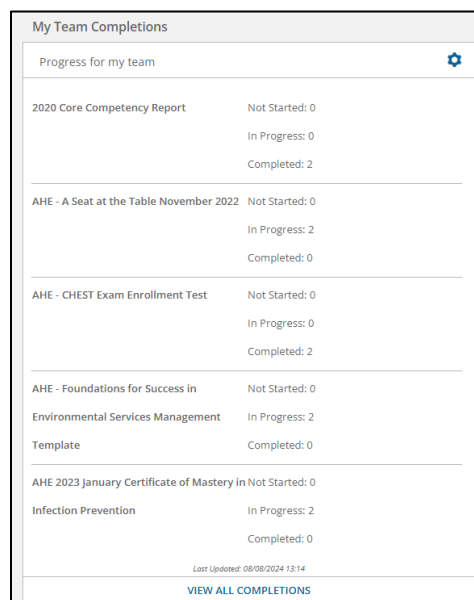 My Team Completions
Progress for my team
2020 Core Competency Report Not Started: 0
In Progress: 0
Completed: 2
AHE - A Seat at the Table November 2022 Not Started: 0
In Progress: 2
Completed: 0
AHE - CHEST Exam Enrollment Test Not Started: 0
In Progress: 0
Completed: 2
AHE - Foundations for Success in Not Started: 0
Environmental Services Management In Progress: 2
Template Completed: 0
AHE 2023 January Certificate of Mastery in Not Started: 0
Infection Prevention In Progress: 2
Completed: 0
Last Updated: 08/08/2024 13:14
VIEW ALL COMPLETIONS